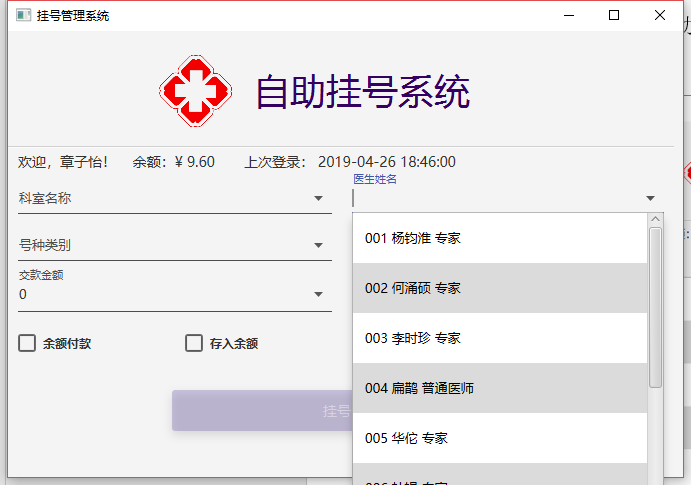 挂号管理系统
自助挂号系统
欢迎，章子怡！ 余额：¥ 9.60 上次登录： 2019-04-26 18:46:00
医生姓名
科室名称
001 杨钧淮 专家
号种类别
002 何涌硕 专家
交款金额
0
003 李时珍 专家
余额付款 存入余额
004 扁鹊 普通医师
挂号
005 华佗 专家